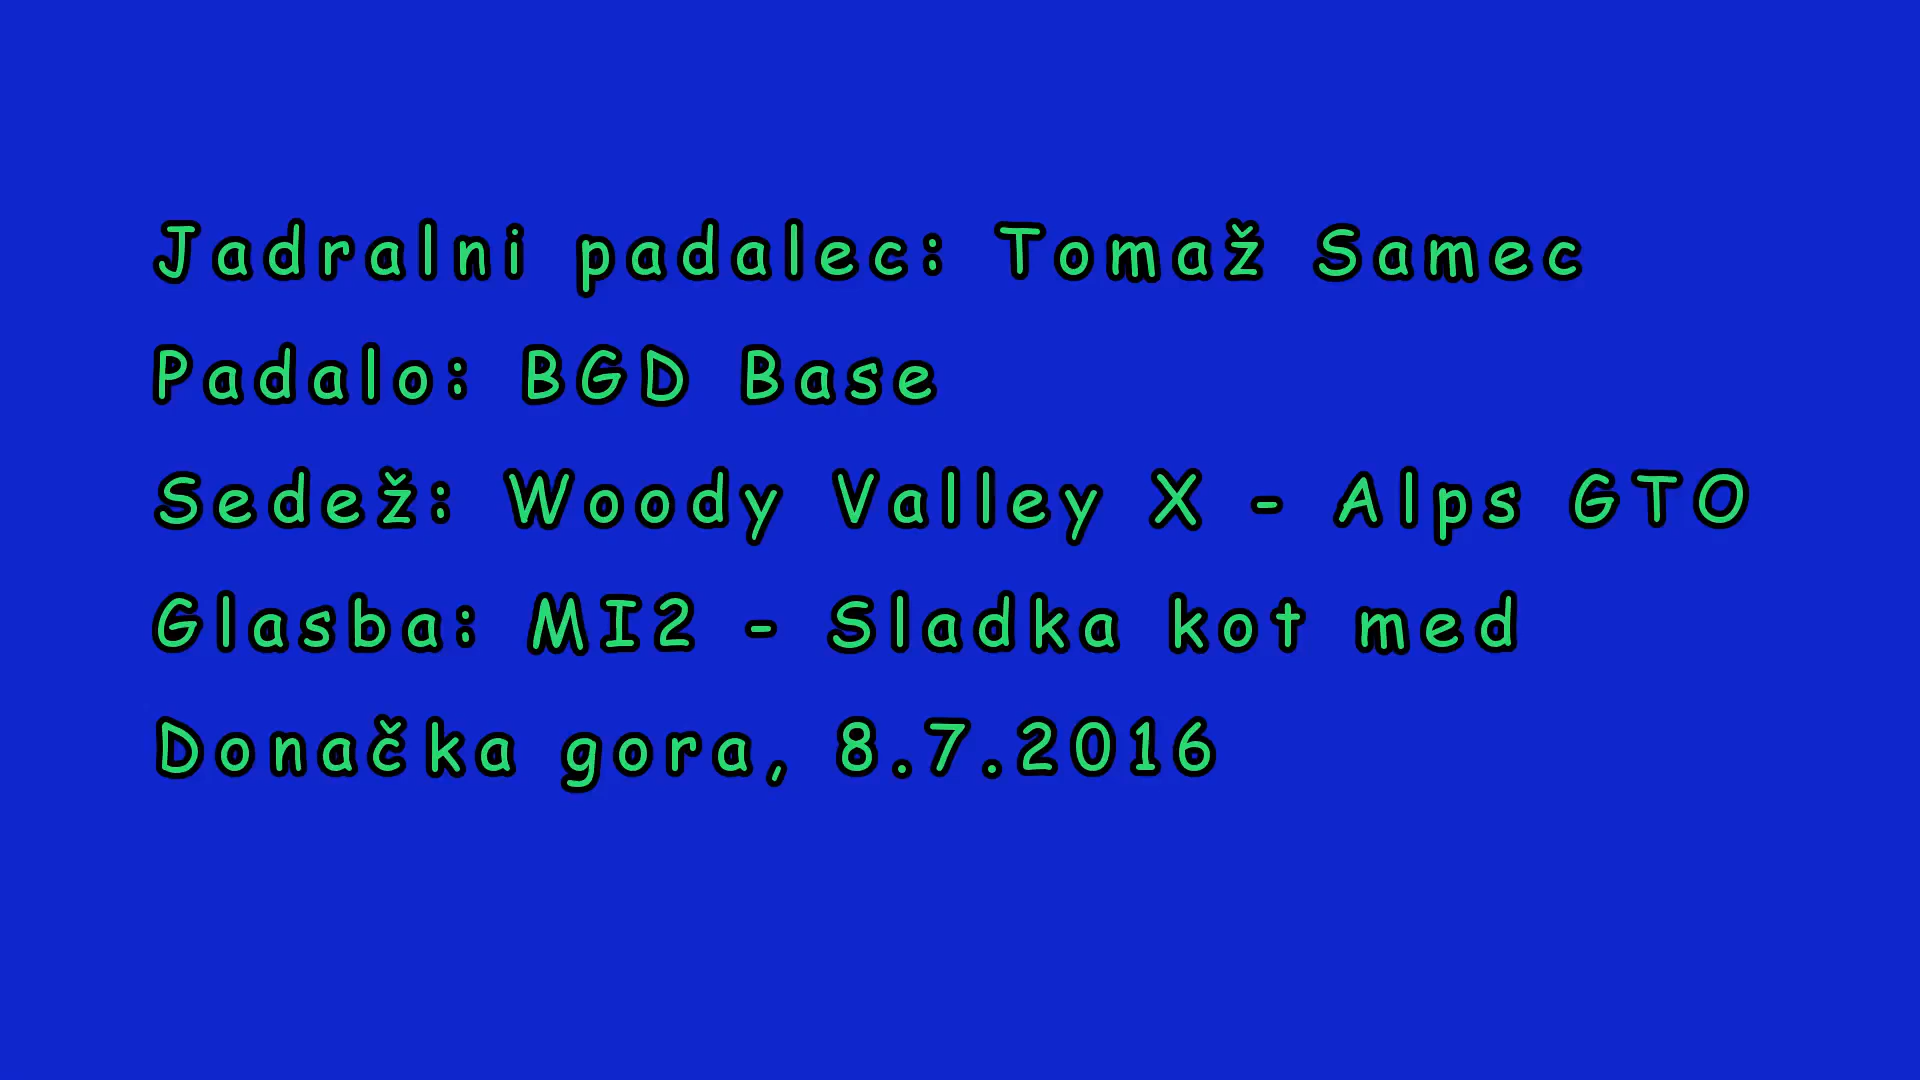 Jadralni padalec: Tomaž Samec
Padalo: BGD Base
Sedež: Woody Valley X - Alps GTO
Glasba: MI2 - Sladka kot med
Donačka gora, 8.7.2016